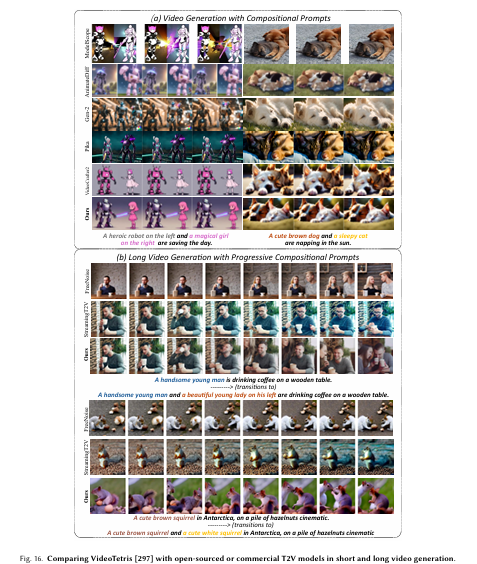 (a) Video Generation with Compositional Prompts
ModelScope
AnimateDiff
Gen-2
Pika
VideoCrafter2
Ours
A heroic robot on the left and a magical girl
on the right are saving the day.
A cute brown dog and a sleepy cat
are napping in the sun.
(b) Long Video Generation with Progressive Compositional Prompts
FreeNoise
StreamingT2V
Ours
A handsome young man is drinking coffee on a wooden table.
---------> (transitions to)
A handsome young man and a beautiful young lady on his left are drinking coffee on a wooden table.
FreeNoise
StreamingT2V
Ours
A cute brown squirrel in Antarctica, on a pile of hazelnuts cinematic.
---------> (transitions to)
A cute brown squirrel and a cute white squirrel in Antarctica, on a pile of hazelnuts cinematic
Fig. 16. Comparing VideoTetris [297] with open-sourced or commercial T2V models in short and long video generation.